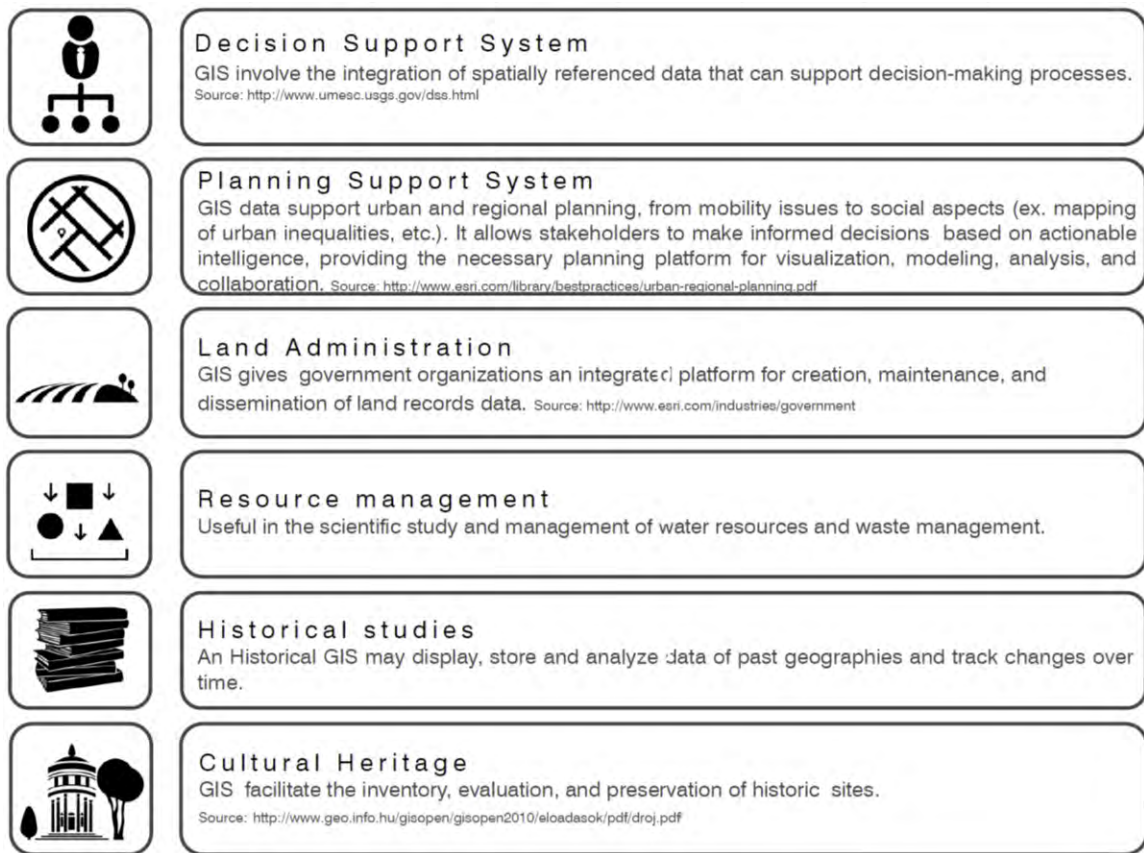 Decision Support System
GIS involve the integration of spatially referenced data that can support decision-making processes.
Source: http://www.umesc.usgs.gov/dss.html
Planning Support System
GIS data support urban and regional planning, from mobility issues to social aspects (ex. mapping
of urban inequalities, etc.). It allows stakeholders to make informed decisions based on actionable
intelligence, providing the necessary planning platform for visualization, modeling, analysis, and
collaboration. Source: http://www.esri.com/library/bestpractices/urban-regional-planning.pdf
Land Administration
GIS gives government organizations an integrated platform for creation, maintenance, and
dissemination of land records data. Source: http://www.esri.com/industries/government
Resource management
Useful in the scientific study and management of water resources and waste management.
Historical studies
An Historical GIS may display, store and analyze data of past geographies and track changes over
time.
Cultural Heritage
GIS facilitate the inventory, evaluation, and preservation of historic sites.
Source: http://www.geo.info.hu/gisopen/gisopen2010/eloadasok/pdf/droj.pdf